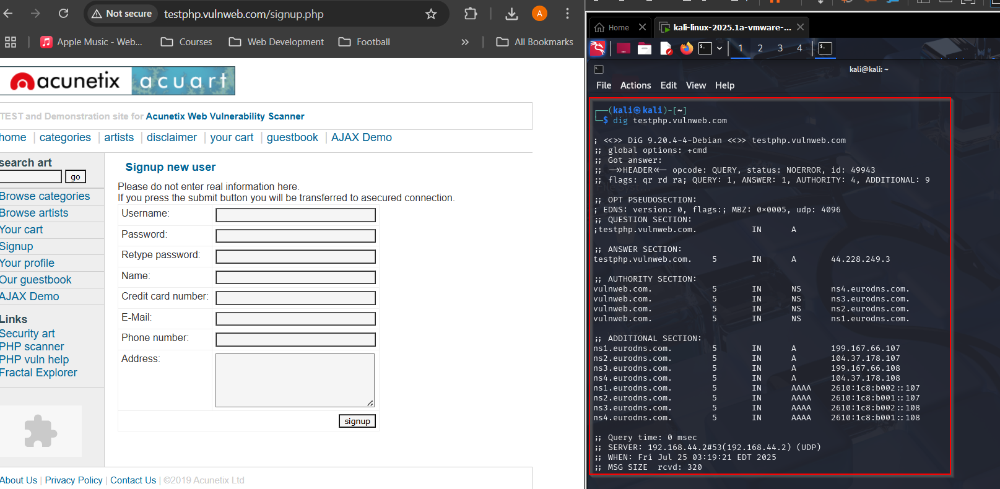 Not secure
testphp.vulnweb.com/signup.php
A
Apple Music - Web...
Courses
Web Development
Football
»
All Bookmarks
acunetix acuart
TEST and Demonstration site for Acunetix Web Vulnerability Scanner
home | categories | artists | disclaimer | your cart | guestbook | AJAX Demo
search art
go
Browse categories
Browse artists
Your cart
Signup
Your profile
Our guestbook
AJAX Demo
Links
Security art
PHP scanner
PHP vuln help
Fractal Explorer
Signup new user
Please do not enter real information here.
If you press the submit button you will be transferred to asecured connection.
Username:
Password:
Retype password:
Name:
Credit card number:
E-Mail:
Phone number:
Address:
signup
About Us | Privacy Policy | Contact Us | ©2019 Acunetix Ltd
Home
kali-linux-2025.1a-vmware-...
1 2 3 4
kali@kali: ~
File Actions Edit View Help
┌──(kali㉿kali)-[~]
└─$ dig testphp.vulnweb.com
; <<>> DiG 9.20.4-4-Debian <<>> testphp.vulnweb.com
;; global options: +cmd
;; Got answer:
;; ->>HEADER<<- opcode: QUERY, status: NOERROR, id: 49943
;; flags: qr rd ra; QUERY: 1, ANSWER: 1, AUTHORITY: 4, ADDITIONAL: 9
;; OPT PSEUDOSECTION:
; EDNS: version: 0, flags:; MBZ: 0x0005, udp: 4096
;; QUESTION SECTION:
;testphp.vulnweb.com. IN A
;; ANSWER SECTION:
testphp.vulnweb.com. 5 IN A 44.228.249.3
;; AUTHORITY SECTION:
vulnweb.com. 5 IN NS ns4.eurodns.com.
vulnweb.com. 5 IN NS ns3.eurodns.com.
vulnweb.com. 5 IN NS ns2.eurodns.com.
vulnweb.com. 5 IN NS ns1.eurodns.com.
;; ADDITIONAL SECTION:
ns1.eurodns.com. 5 IN A 199.167.66.107
ns2.eurodns.com. 5 IN A 104.37.178.107
ns3.eurodns.com. 5 IN A 199.167.66.108
ns4.eurodns.com. 5 IN A 104.37.178.108
ns1.eurodns.com. 5 IN AAAA 2610:1c8:b002::107
ns2.eurodns.com. 5 IN AAAA 2610:1c8:b001::107
ns3.eurodns.com. 5 IN AAAA 2610:1c8:b002::108
ns4.eurodns.com. 5 IN AAAA 2610:1c8:b001::108
;; Query time: 0 msec
;; SERVER: 192.168.44.2#53(192.168.44.2) (UDP)
;; WHEN: Fri Jul 25 03:19:21 EDT 2025
;; MSG SIZE rcvd: 320